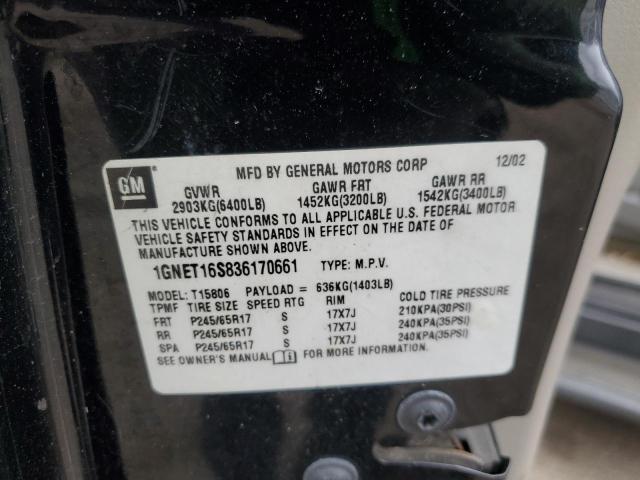 GM MFD BY GENERAL MOTORS CORP 12/02
GVWR GAWR FRT GAWR RR
2903KG(6400LB) 1452KG(3200LB) 1542KG(3400LB)
THIS VEHICLE CONFORMS TO ALL APPLICABLE U.S. FEDERAL MOTOR
VEHICLE SAFETY STANDARDS IN EFFECT ON THE DATE OF
MANUFACTURE SHOWN ABOVE.
1GNET16S836170661 TYPE: M.P.V.
MODEL: T15806 PAYLOAD = 636KG(1403LB)
TPMF TIRE SIZE SPEED RTG RIM COLD TIRE PRESSURE
FRT P245/65R17 S 17X7J 210KPA(30PSI)
RR P245/65R17 S 17X7J 240KPA(35PSI)
SPA P245/65R17 S 17X7J 240KPA(35PSI)
SEE OWNER'S MANUAL FOR MORE INFORMATION.